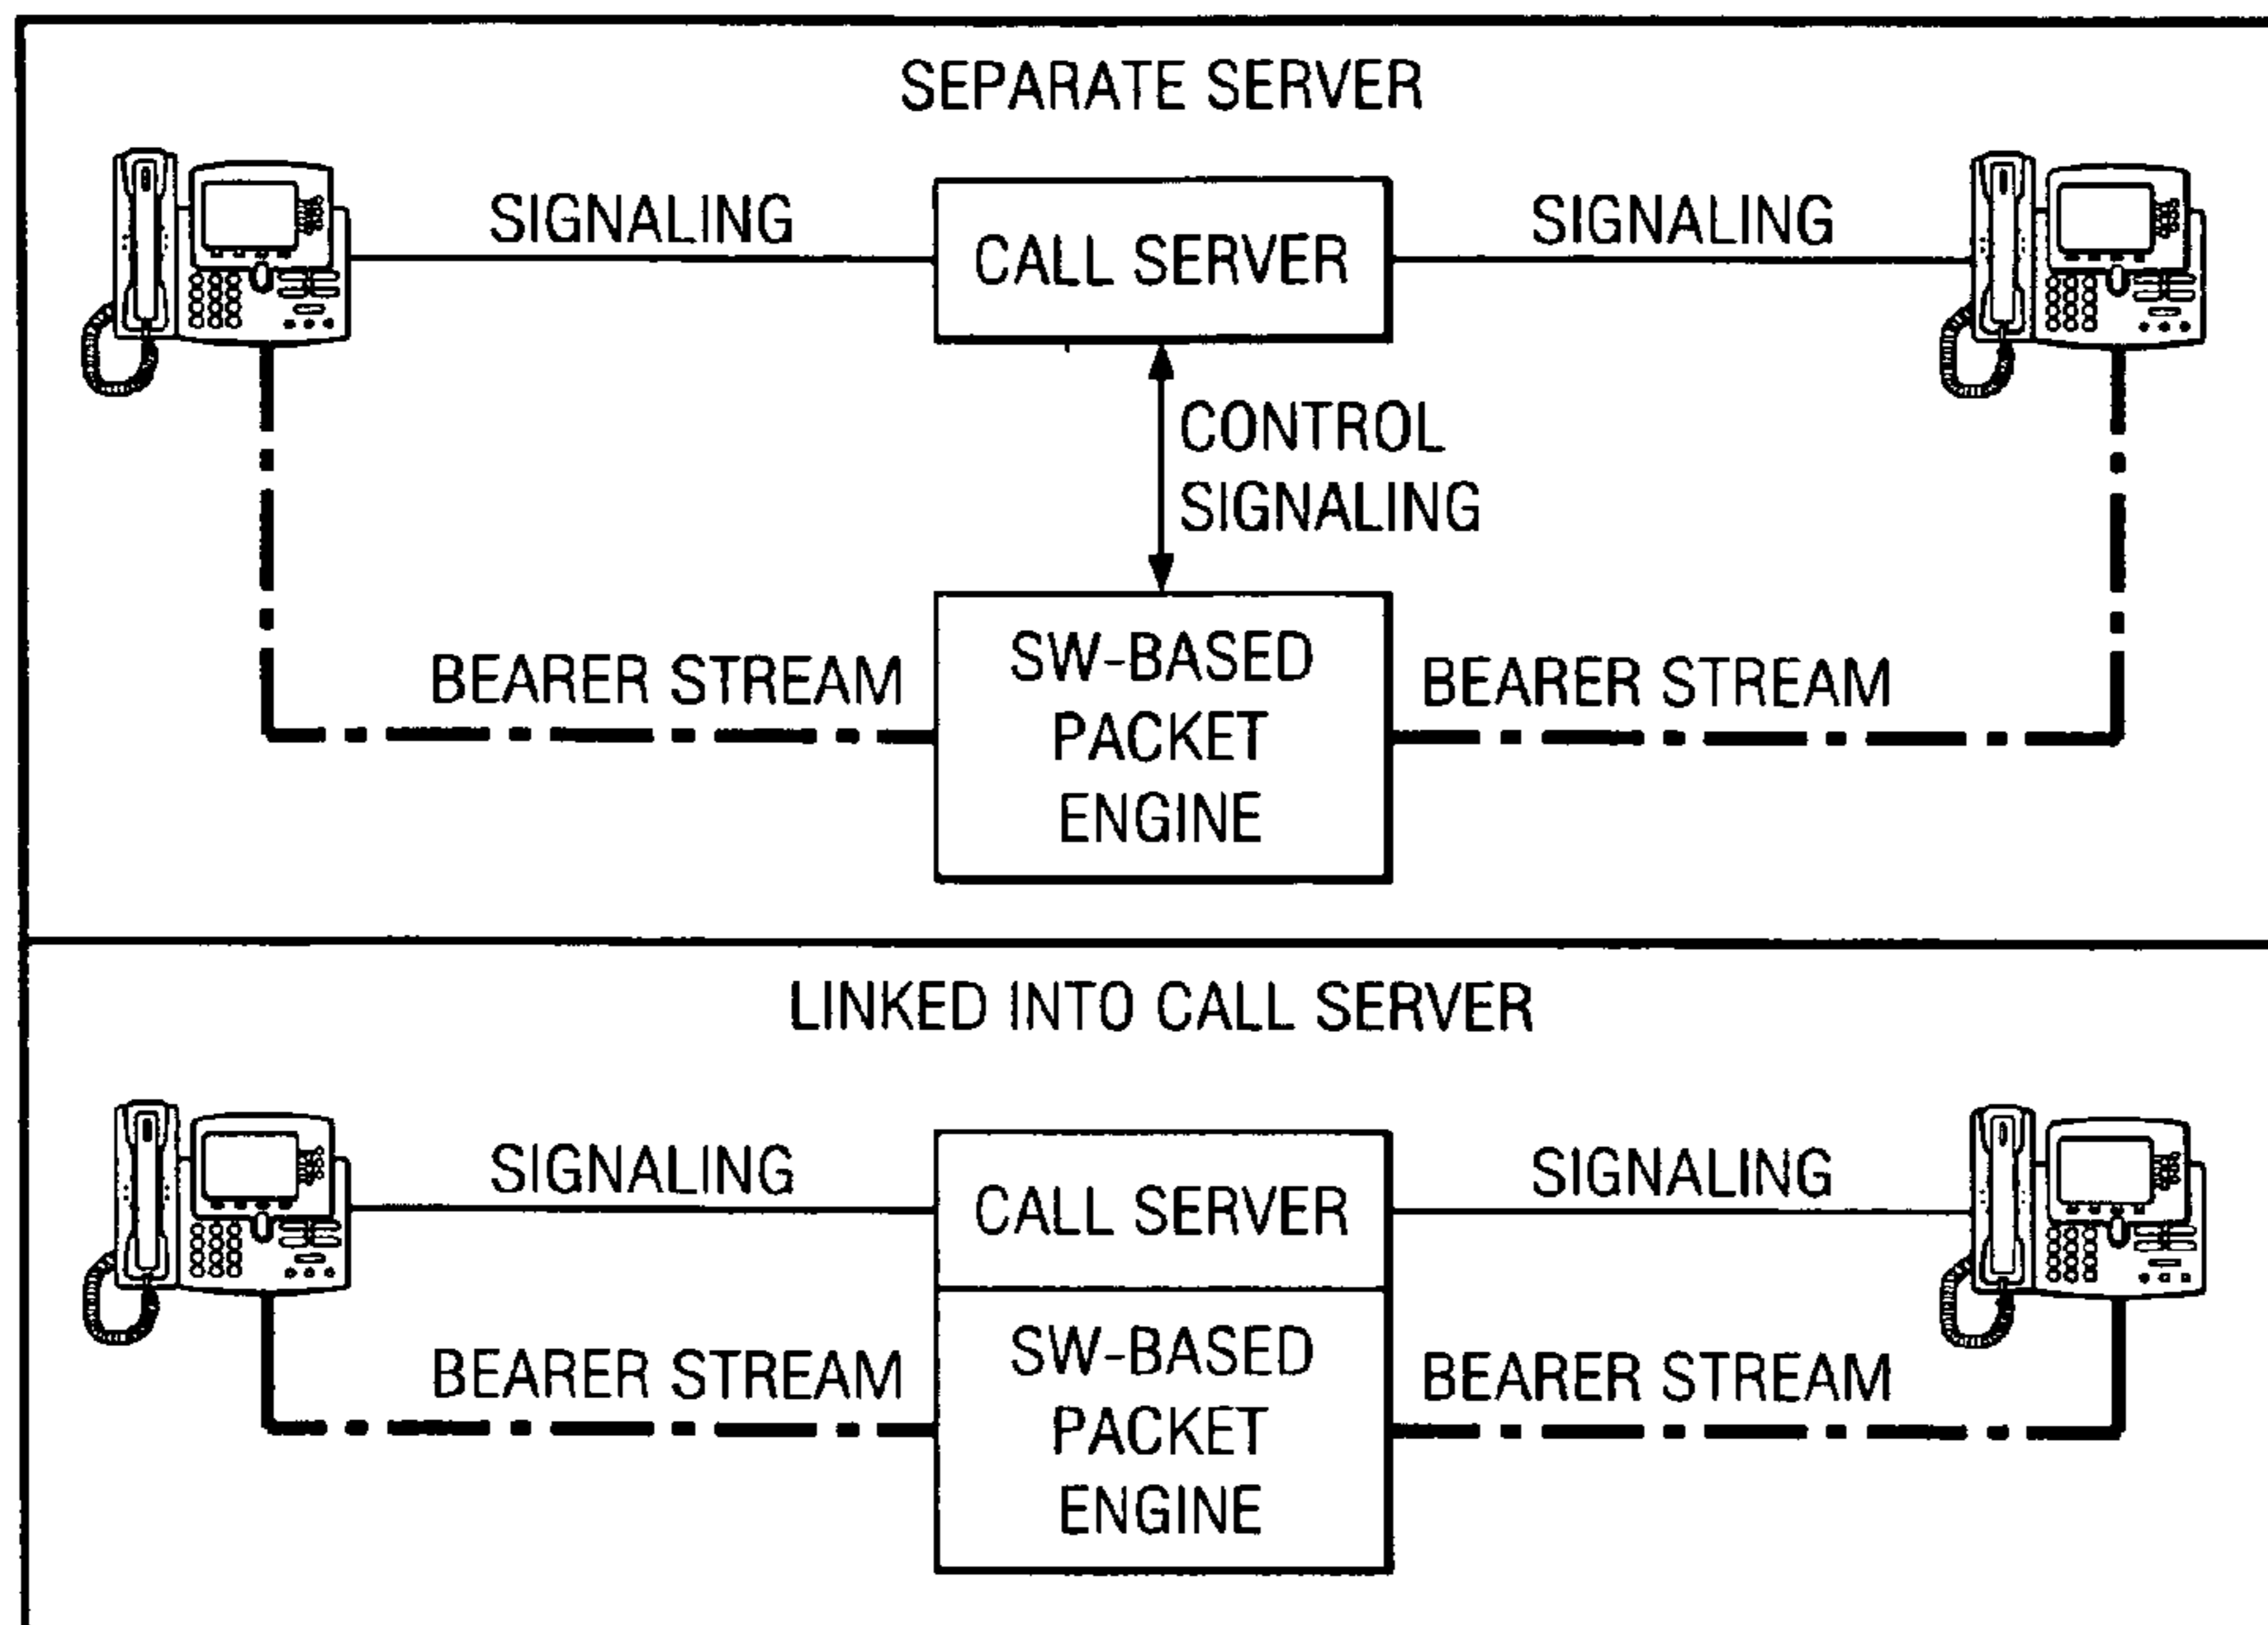 SEPARATE SERVER
SIGNALING
CALL SERVER
SIGNALING
CONTROL
SIGNALING
BEARER STREAM
SW-BASED
PACKET
ENGINE
BEARER STREAM
LINKED INTO CALL SERVER
SIGNALING
CALL SERVER
SIGNALING
BEARER STREAM
SW-BASED
PACKET
ENGINE
BEARER STREAM